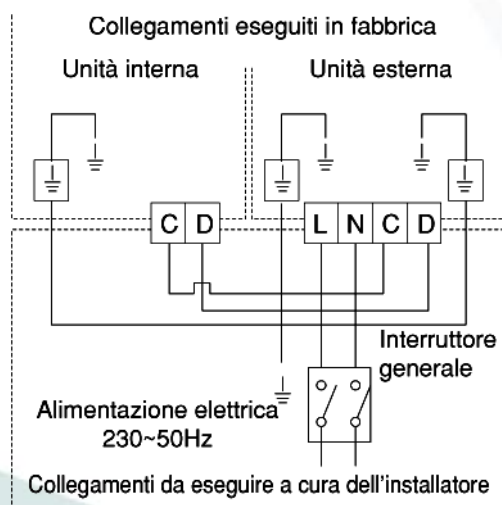 Collegamenti eseguiti in fabbrica
Unità interna
Unità esterna
C D
L N C D
Interruttore
generale
Alimentazione elettrica
230~50Hz
Collegamenti da eseguire a cura dell'installatore